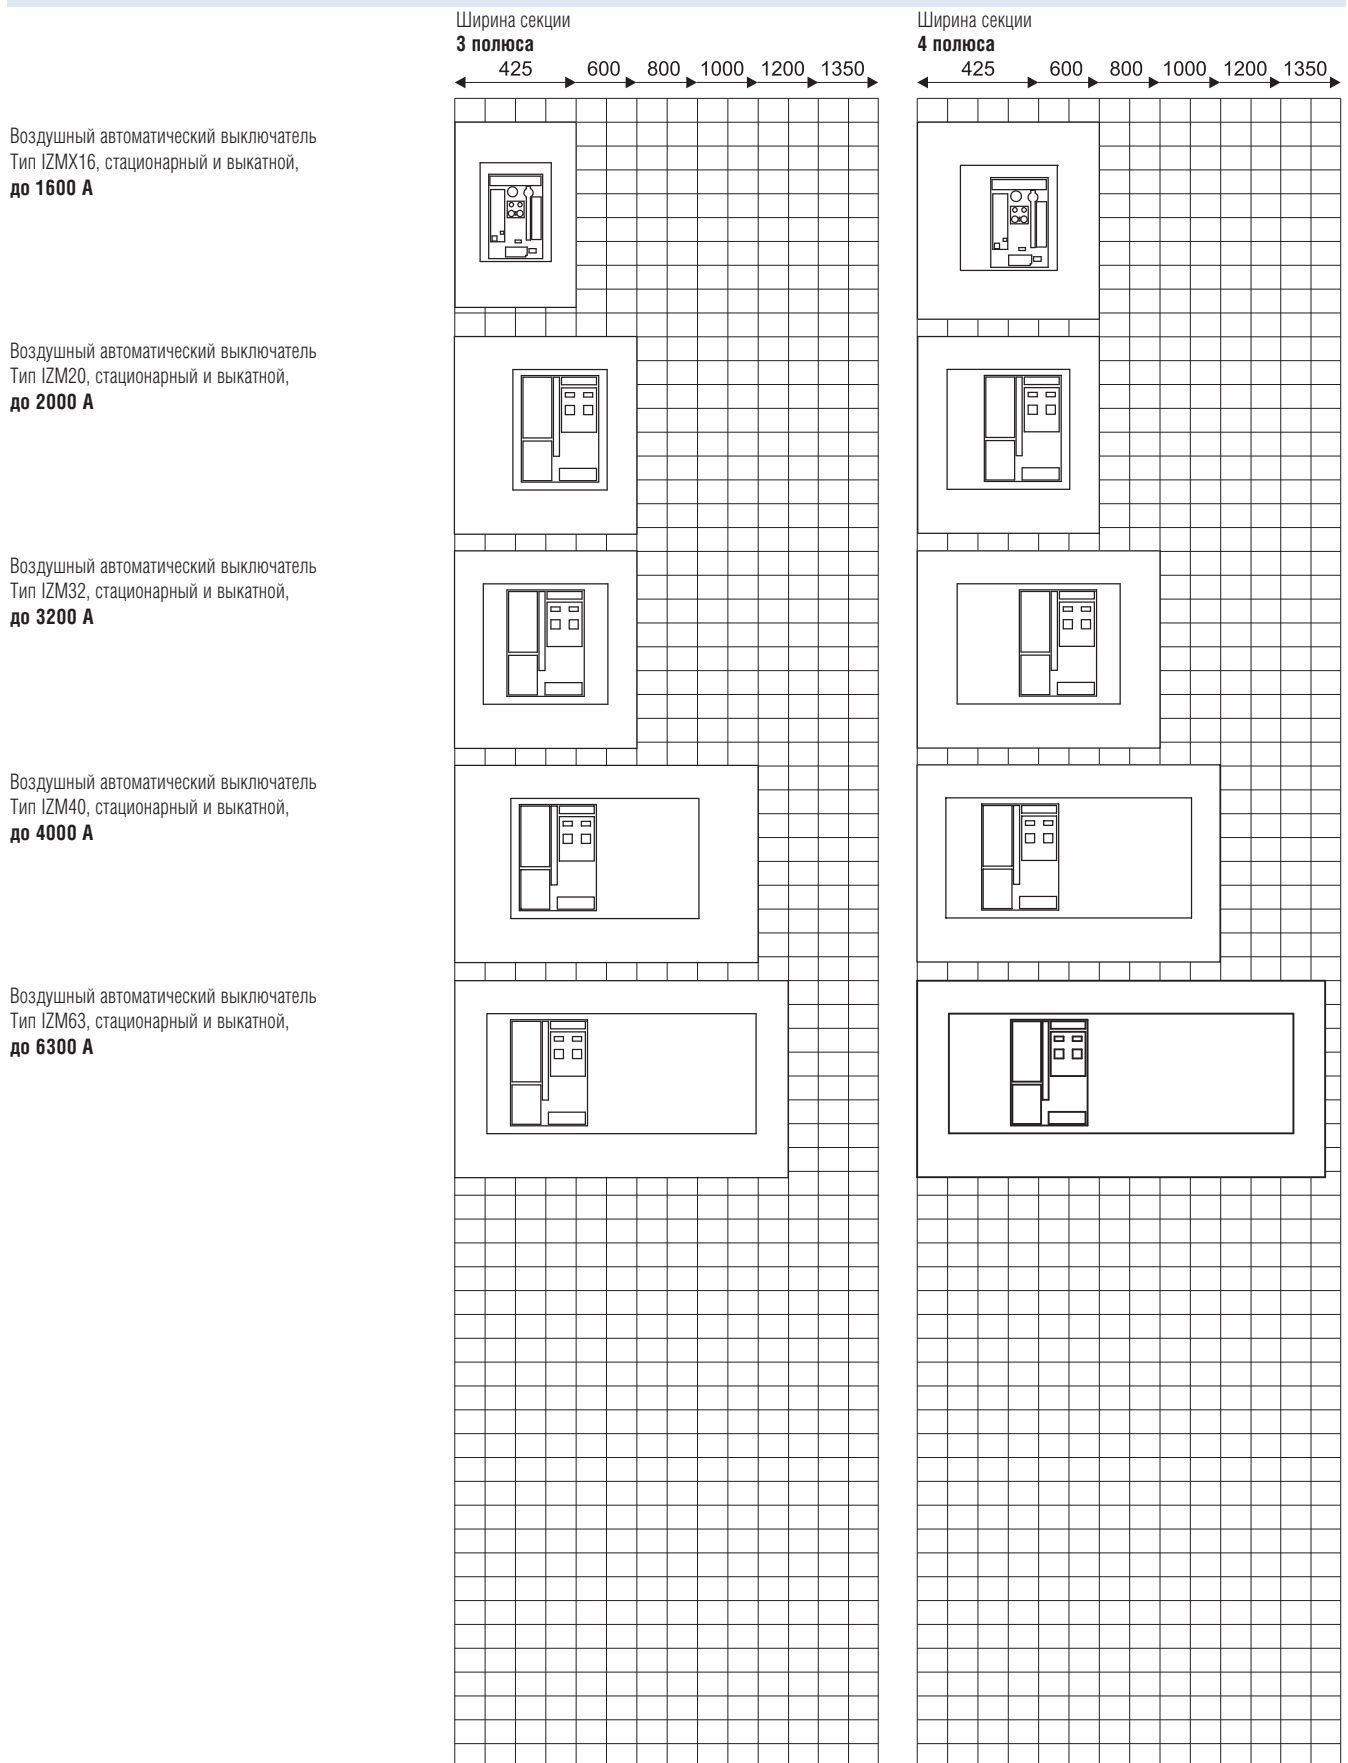 Ширина секции
3 полюса
425 600 800 1000 1200 1350
Ширина секции
4 полюса
425 600 800 1000 1200 1350
Воздушный автоматический выключатель
Тип IZMX16, стационарный и выкатной,
до 1600 А
Воздушный автоматический выключатель
Тип IZM20, стационарный и выкатной,
до 2000 А
Воздушный автоматический выключатель
Тип IZM32, стационарный и выкатной,
до 3200 А
Воздушный автоматический выключатель
Тип IZM40, стационарный и выкатной,
до 4000 А
Воздушный автоматический выключатель
Тип IZM63, стационарный и выкатной,
до 6300 А